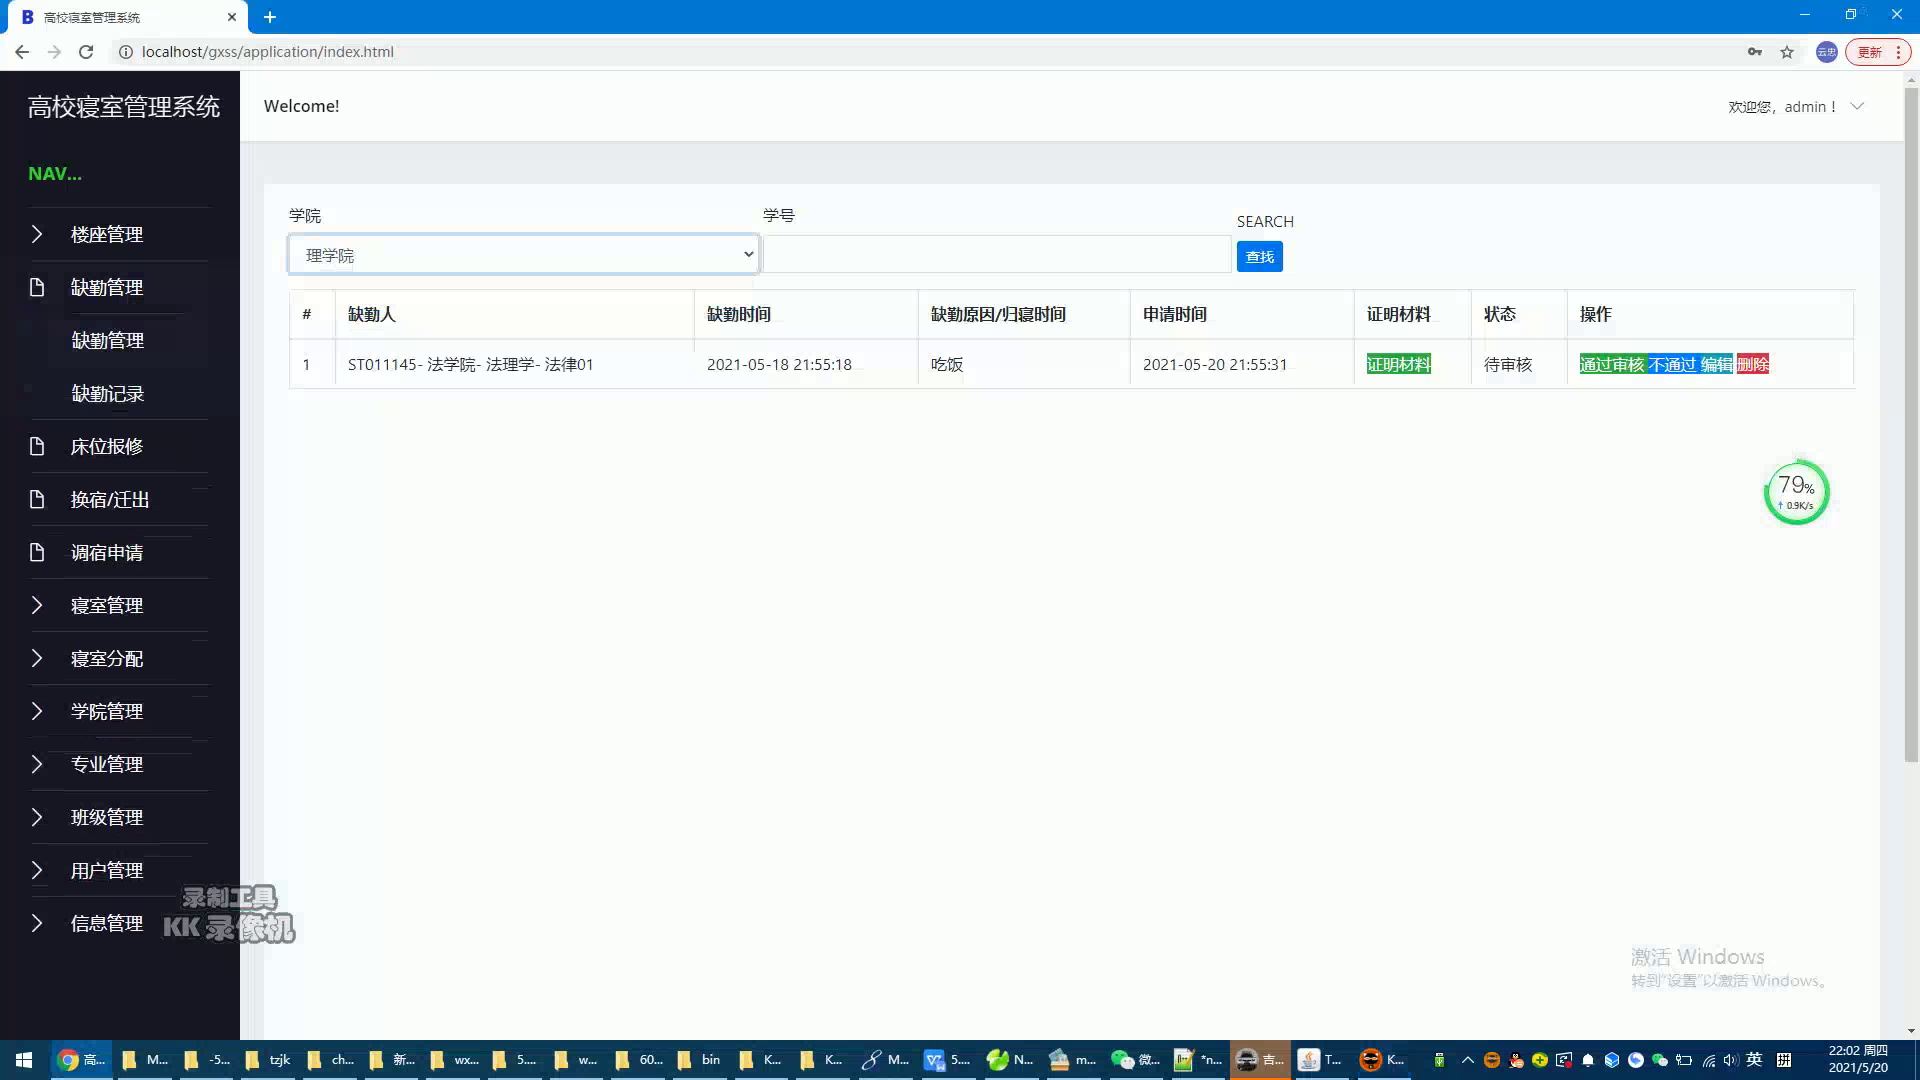 高校寝室管理系统
localhost/gxss/application/index.html
云忠
更新
高校寝室管理系统
Welcome!
欢迎您，admin！
NAV...
楼座管理
缺勤管理
缺勤管理
缺勤记录
床位报修
换宿/迁出
调宿申请
寝室管理
寝室分配
学院管理
专业管理
班级管理
用户管理
信息管理
学院
学号
SEARCH
理学院
查找
# 缺勤人 缺勤时间 缺勤原因/归寝时间 申请时间 证明材料 状态 操作
1 ST011145- 法学院- 法理学- 法律01 2021-05-18 21:55:18 吃饭 2021-05-20 21:55:31 证明材料 待审核 通过审核 不通过 编辑 删除
79%
↑ 0.9K/s
录制工具
KK 录像机
激活 Windows
转到"设置"以激活 Windows。
高... M... -5... tzjk ch... 新... wx... 5.... w... 60... bin K... K... M... 5.... N... m... 微... *n... 吉... T... K... 英 拼
22:02 周四
2021/5/20